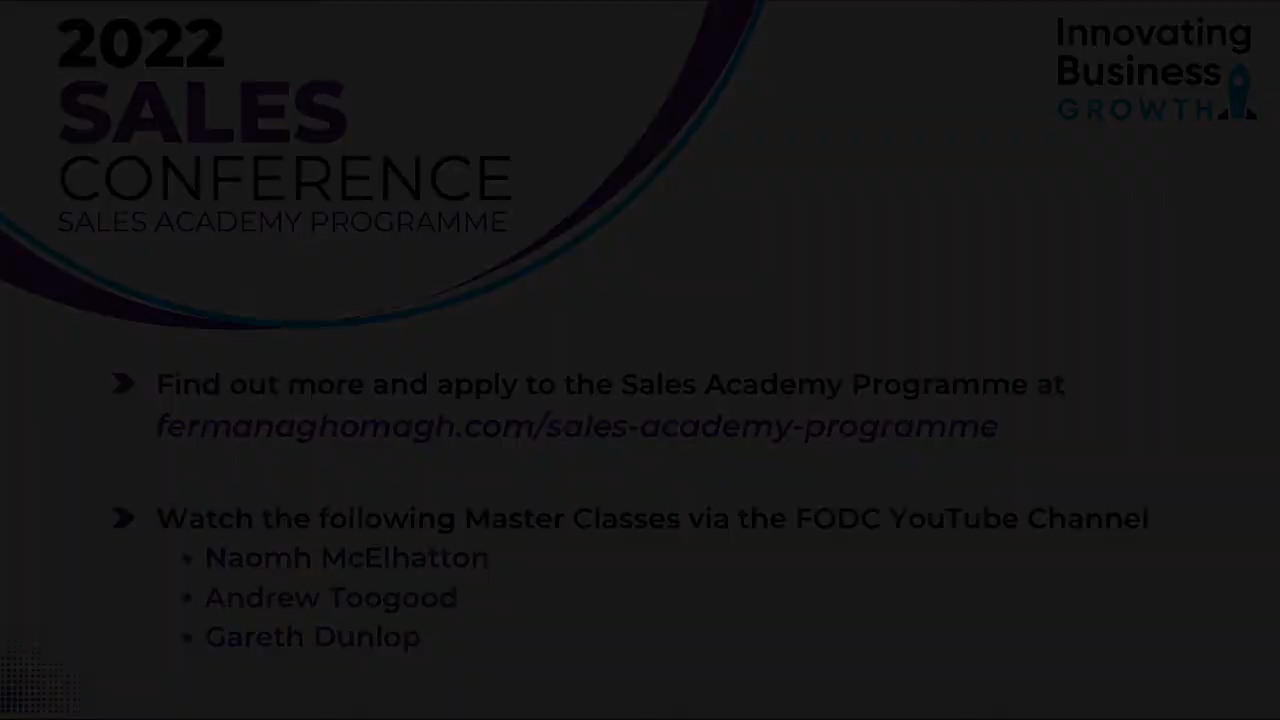 2022
SALES
CONFERENCE
SALES ACADEMY PROGRAMME
Innovating
Business
GROWTH
Find out more and apply to the Sales Academy Programme at
fermanaghomagh.com/sales-academy-programme
Watch the following Master Classes via the FODC YouTube Channel
• Naomh McElhatton
• Andrew Toogood
• Gareth Dunlop